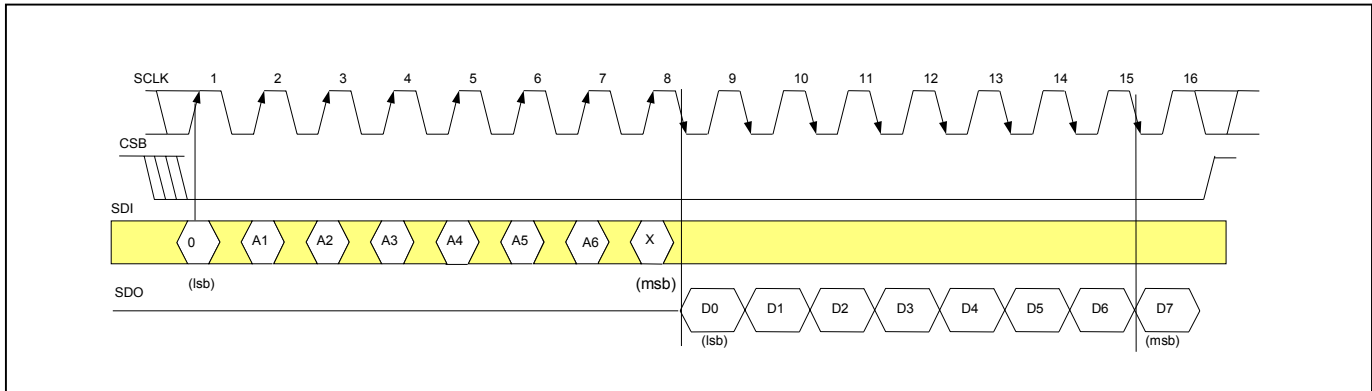 SCLK 1 2 3 4 5 6 7 8 9 10 11 12 13 14 15 16
CSB
SDI
0 A1 A2 A3 A4 A5 A6 X
(lsb) (msb)
SDO
D0 D1 D2 D3 D4 D5 D6 D7
(lsb) (msb)